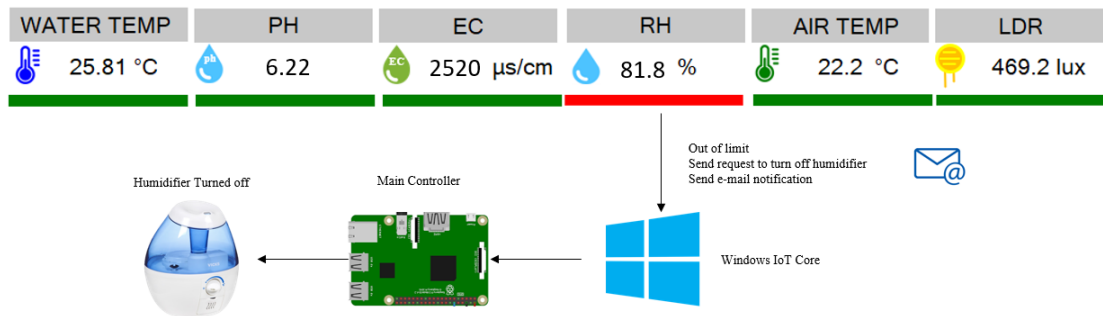 WATER TEMP PH EC RH AIR TEMP LDR
ph EC
25.81 °C 6.22 2520 µs/cm 81.8 % 22.2 °C 469.2 lux
Out of limit
Send request to turn off humidifier
Send e-mail notification
@
Humidifier Turned off Main Controller
Windows IoT Core